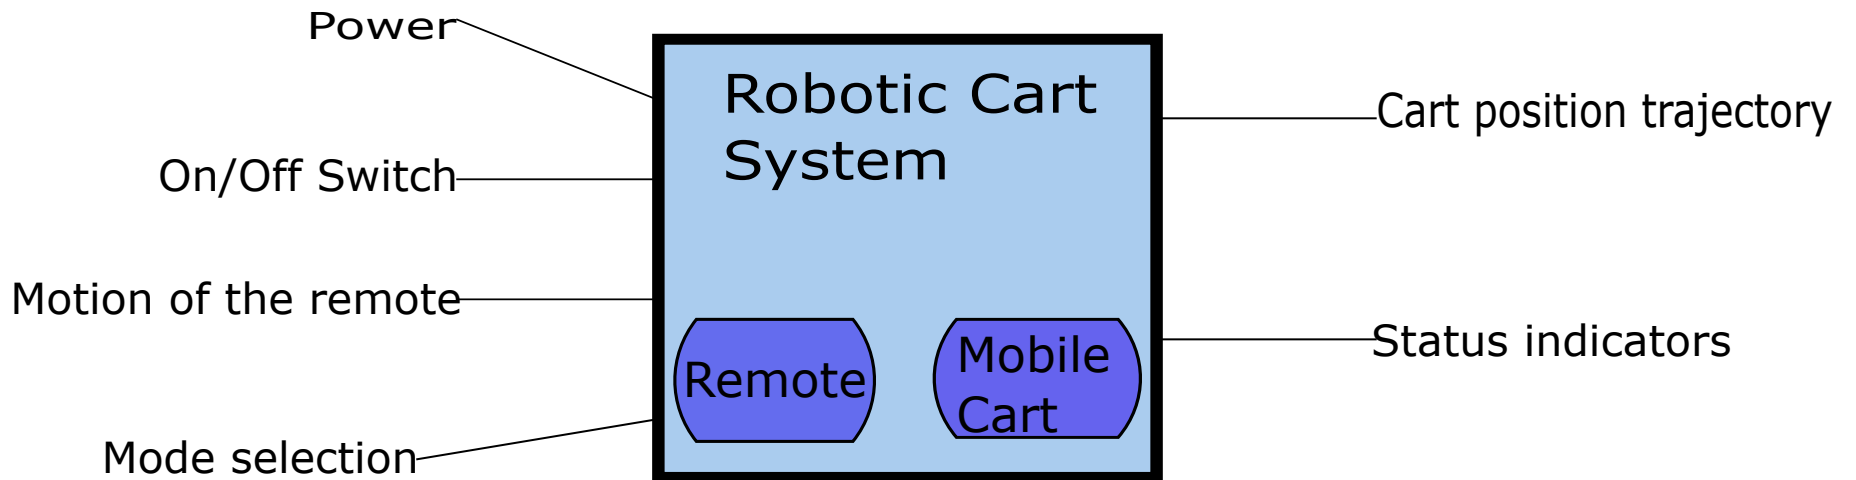 Power
On/Off Switch
Motion of the remote
Mode selection
Robotic Cart
System
Remote
Mobile
Cart
Cart position trajectory
Status indicators